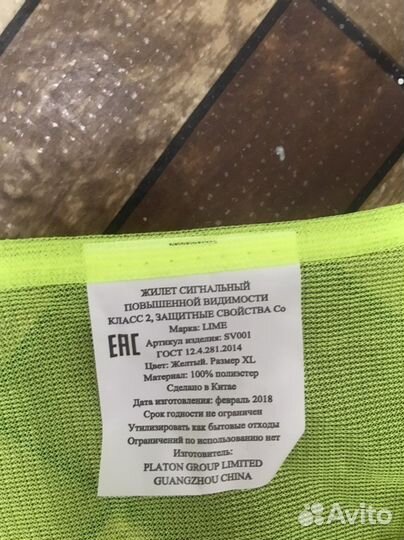 ЖИЛЕТ СИГНАЛЬНЫЙ
ПОВЫШЕННОЙ ВИДИМОСТИ
КЛАСС 2, ЗАЩИТНЫЕ СВОЙСТВА Со
Марка: LIME
Артикул изделия: SV001
ГОСТ 12.4.281.2014
Цвет: Желтый. Размер XL
Материал: 100% полиэстер
Сделано в Китае
Дата изготовления: февраль 2018
Срок годности не ограничен
Утилизировать как бытовые отходы
Ограничений по использованию нет
Изготовитель:
PLATON GROUP LIMITED
GUANGZHOU CHINA
EAC
Avito